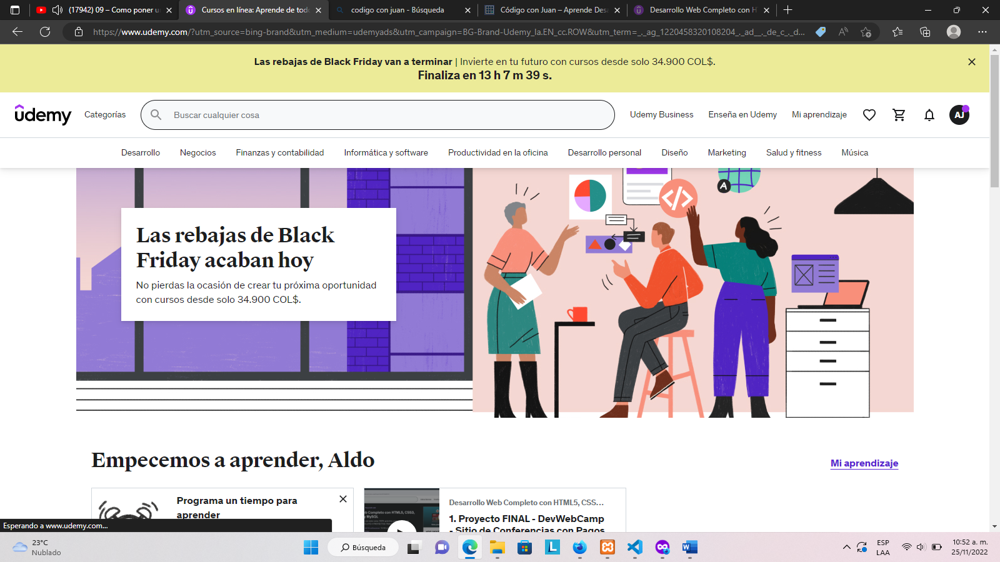 (17942) 09 – Como poner u
Cursos en línea: Aprende de todo
codigo con juan - Búsqueda
Código con Juan – Aprende Des
Desarrollo Web Completo con H
https://www.udemy.com/?utm_source=bing-brand&utm_medium=udemyads&utm_campaign=BG-Brand-Udemy_la.EN_cc.ROW&utm_term=_._ag_1220458320108204_._ad__._de_c_._d...
Las rebajas de Black Friday van a terminar | Invierte en tu futuro con cursos desde solo 34.900 COL$.
Finaliza en 13 h 7 m 39 s.
udemy
Categorías
Buscar cualquier cosa
Udemy Business
Enseña en Udemy
Mi aprendizaje
AJ
Desarrollo
Negocios
Finanzas y contabilidad
Informática y software
Productividad en la oficina
Desarrollo personal
Diseño
Marketing
Salud y fitness
Música
Las rebajas de Black
Friday acaban hoy
No pierdas la ocasión de crear tu próxima oportunidad
con cursos desde solo 34.900 COL$.
A
</>
Empecemos a aprender, Aldo
Mi aprendizaje
Programa un tiempo para
aprender
Desarrollo Web Completo con HTML5, CSS...
1. Proyecto FINAL - DevWebCamp
- Sitio de Conferencias con Pagos
Esperando a www.udemy.com...
23°C
Nublado
Búsqueda
ESP
LAA
10:52 a. m.
25/11/2022